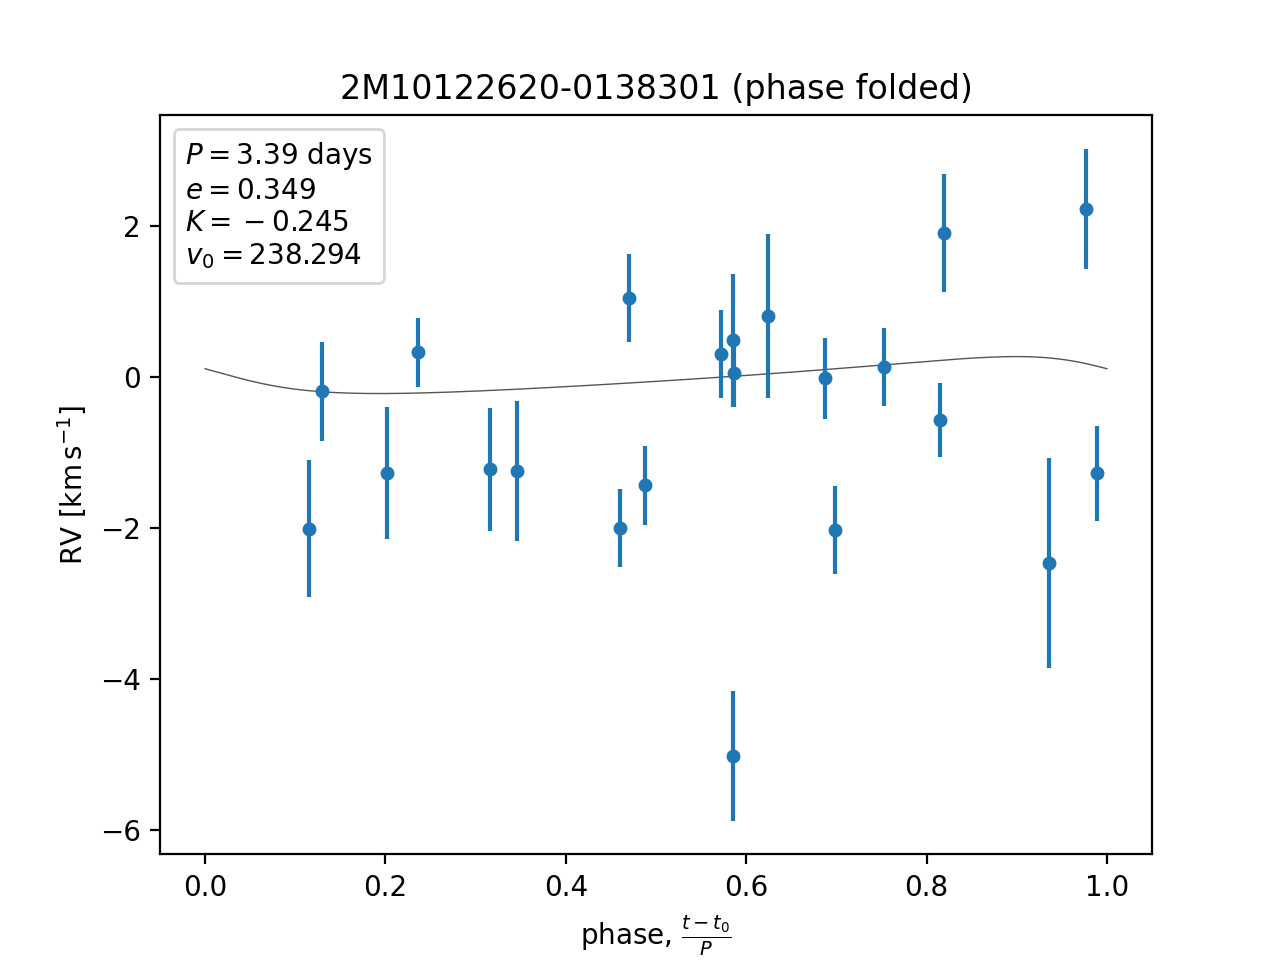 2M10122620-0138301 (phase folded)
P = 3.39 days
e = 0.349
K = −0.245
v₀ = 238.294
2
0
−2
−4
−6
RV [km s⁻¹]
0.0 0.2 0.4 0.6 0.8 1.0
phase, (t − t₀)/P